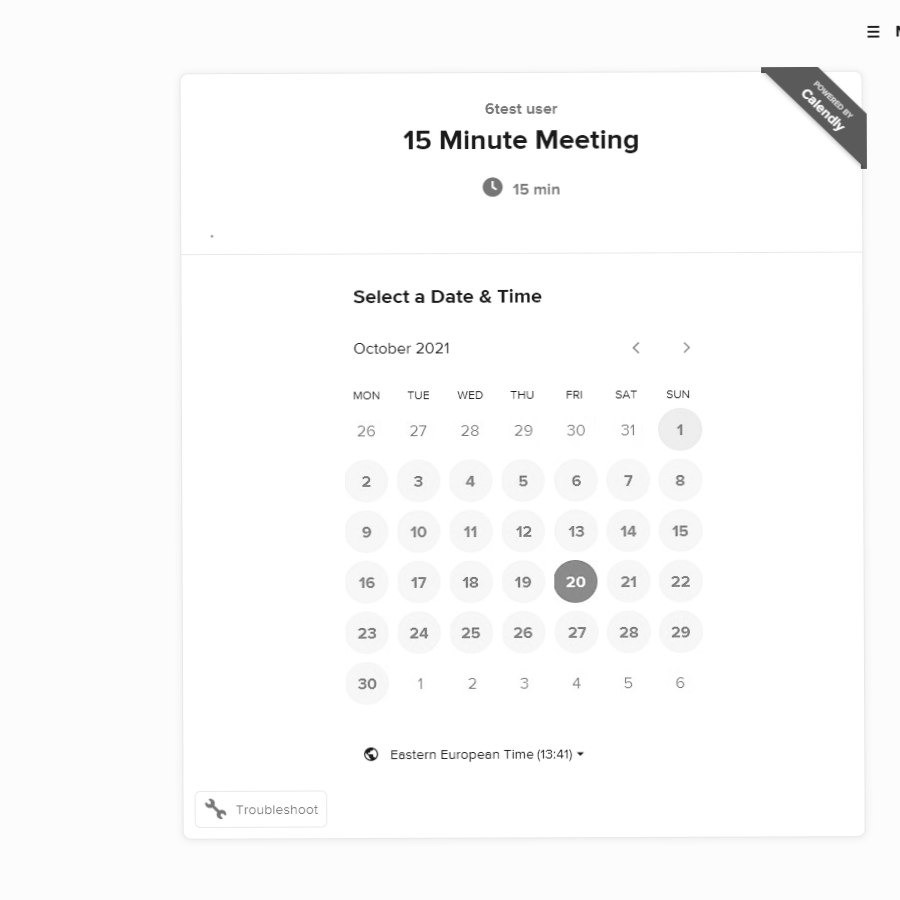 POWERED BY
Calendly
6test user
15 Minute Meeting
15 min
Select a Date & Time
October 2021
MON TUE WED THU FRI SAT SUN
26 27 28 29 30 31 1
2 3 4 5 6 7 8
9 10 11 12 13 14 15
16 17 18 19 20 21 22
23 24 25 26 27 28 29
30 1 2 3 4 5 6
Eastern European Time (13:41)
Troubleshoot